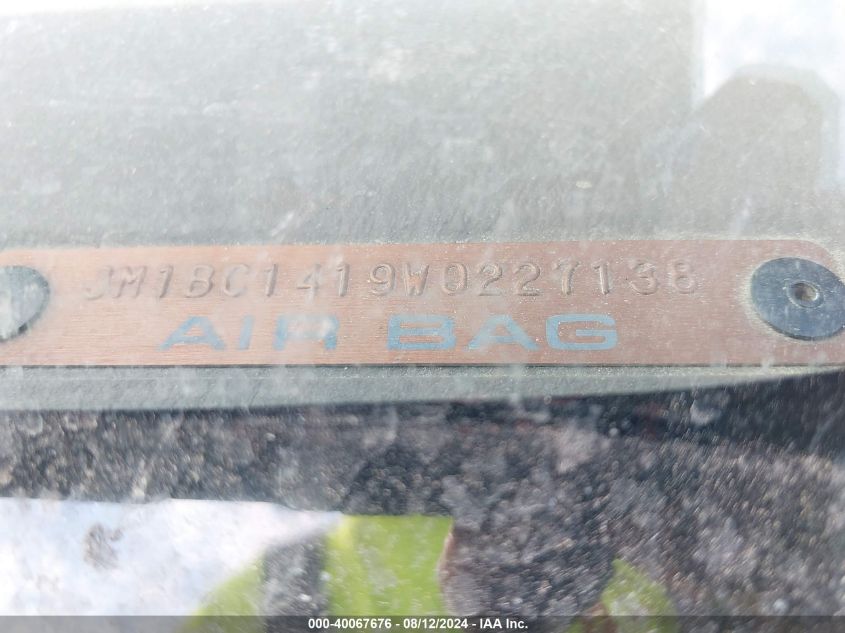 JM1BC1419W0227138
AIR BAG
000-40067676 - 08/12/2024 - IAA Inc.